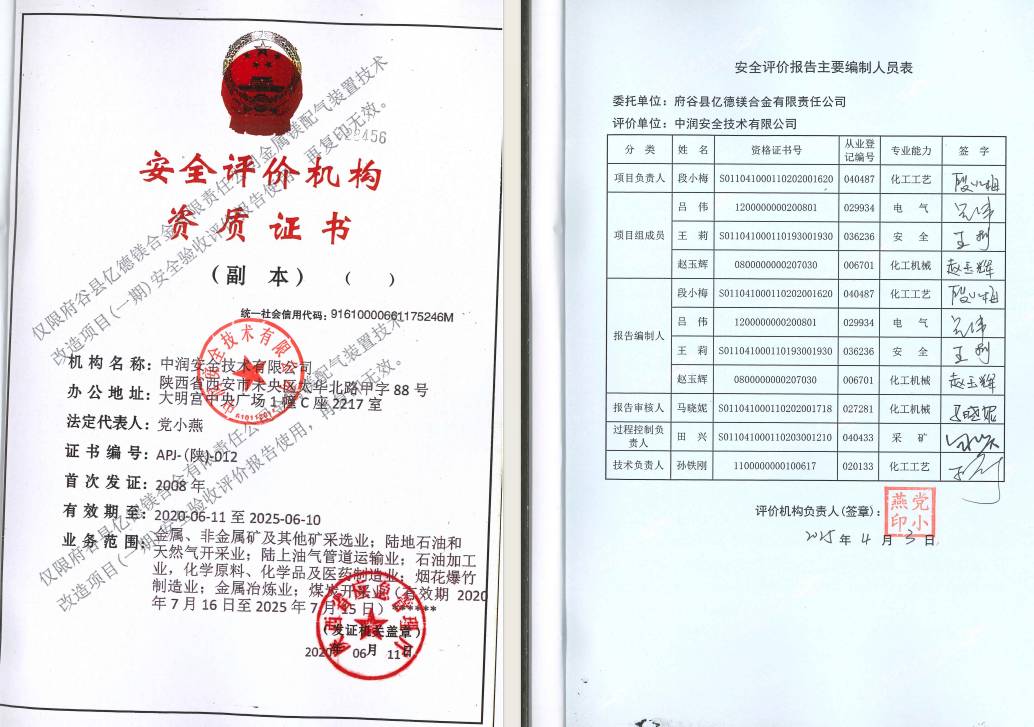 安全评价机构
资质证书
（副 本）（ ）
统一社会信用代码：91610000661175246M
机构名称：中润安全技术有限公司
办公地址：陕西省西安市未央区太华北路甲字88号
大明宫中央广场1幢C座2217室
法定代表人：党小燕
证书编号：APJ-(陕)-012
首次发证：2008年
有效期至：2020-06-11至2025-06-10
业务范围：金属、非金属矿及其他矿采选业；陆地石油和
天然气开采业；陆上油气管道运输业；石油加工
业，化学原料、化学品及医药制造业；烟花爆竹
制造业；金属冶炼业；煤炭开采业（有效期 2020
年7月16日至2025年7月15日）******
（发证机关盖章）
2020年 06月 11日
仅限府谷县亿德镁合金有限责任公司金属镁配气装置技术
改造项目(一期)安全验收评价报告使用，再复印无效。
仅限府谷县亿德镁合金有限责任公司金属镁配气装置技术
改造项目(一期)安全验收评价报告使用，再复印无效。
安全评价报告主要编制人员表
委托单位：府谷县亿德镁合金有限责任公司
评价单位：中润安全技术有限公司
分 类 姓 名 资格证书号 从业登记编号 专业能力 签 字
项目负责人 段小梅 S011041000110202001620 040487 化工工艺 段小梅
项目组成员 吕 伟 1200000000200801 029934 电 气 吕伟
王 莉 S011041000110193001930 036236 安 全 王莉
赵玉辉 0800000000207030 006701 化工机械 赵玉辉
报告编制人 段小梅 S011041000110202001620 040487 化工工艺 段小梅
吕 伟 1200000000200801 029934 电 气 吕伟
王 莉 S011041000110193001930 036236 安 全 王莉
赵玉辉 0800000000207030 006701 化工机械 赵玉辉
报告审核人 马晓妮 S011041000110202001718 027281 化工机械 马晓妮
过程控制负责人 田 兴 S011041000110203001210 040433 采 矿
技术负责人 孙铁刚 1100000000100617 020133 化工工艺
评价机构负责人(签章)：
党小燕印
2025年 4月 3日